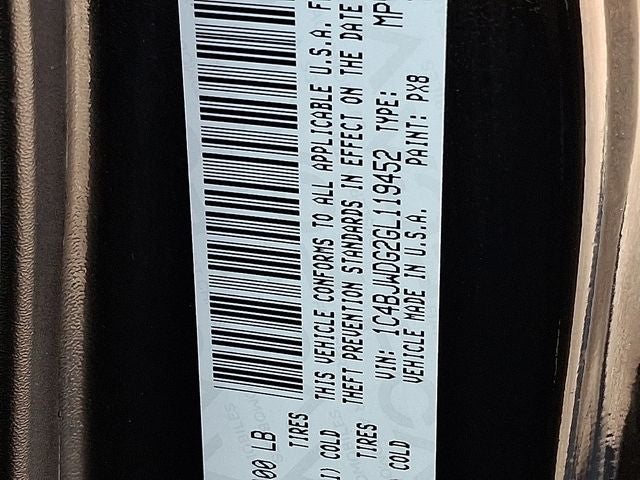 00 LB
TIRES
1) COLD
THIS VEHICLE CONFORMS TO ALL APPLICABLE U.S.A. F
THEFT PREVENTION STANDARDS IN EFFECT ON THE DATE
TIRES
VIN: 1C4BJWDG2GL119452 TYPE: MP
COLD
VEHICLE MADE IN U.S.A. PAINT: PX8